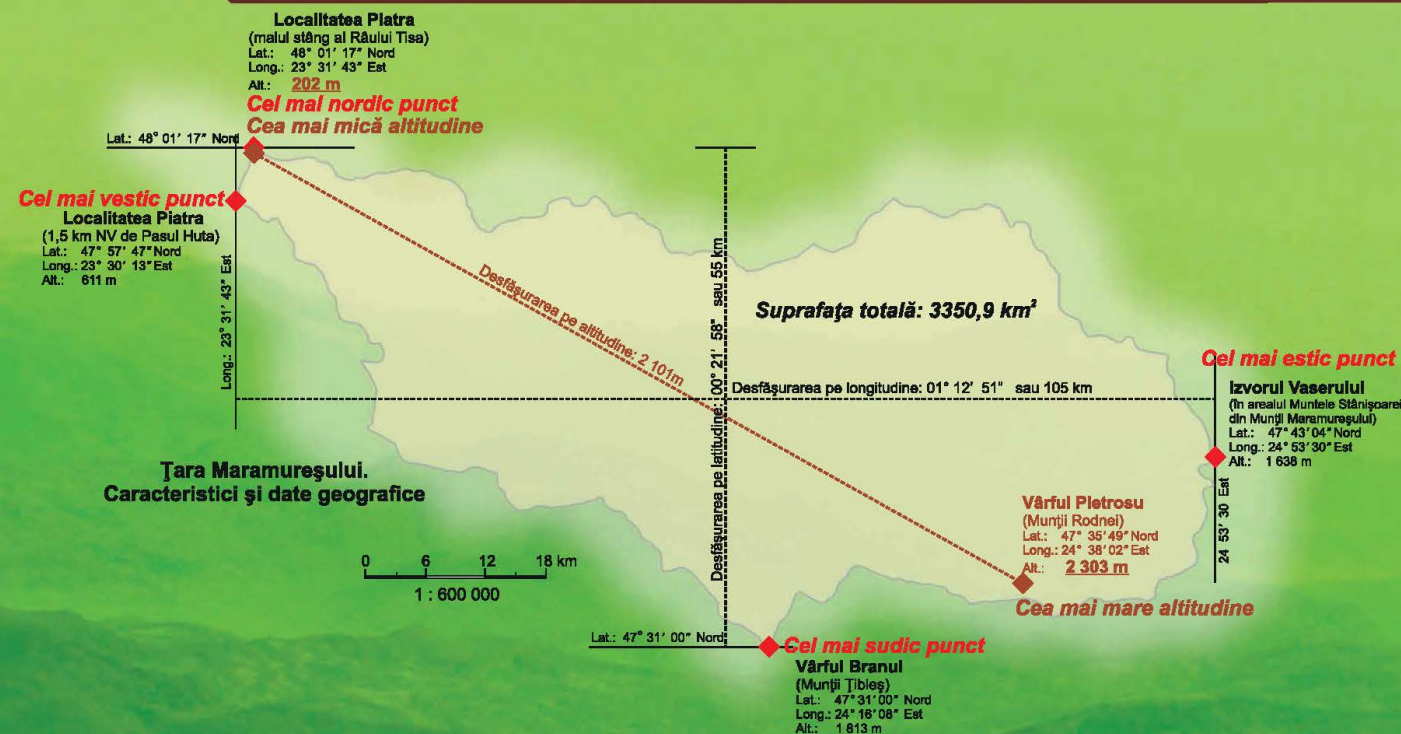 Localitatea Piatra
(malul stâng al Râului Tisa)
Lat.: 48° 01' 17" Nord
Long.: 23° 31' 43" Est
Alt.: 202 m
Cel mai nordic punct
Cea mai mică altitudine
Lat.: 48° 01' 17" Nord
Cel mai vestic punct
Localitatea Piatra
(1,5 km NV de Pasul Huta)
Lat.: 47° 57' 47" Nord
Long.: 23° 30' 13" Est
Alt.: 611 m
Long.: 23° 31' 43" Est
Desfăşurarea pe altitudine: 2 101m
Desfăşurarea pe latitudine: 00° 21' 58" sau 55 km
Suprafaţa totală: 3350,9 km²
Desfăşurarea pe longitudine: 01° 12' 51" sau 105 km
Cel mai estic punct
Izvorul Vaserului
(în arealul Muntele Stânişoarei
din Munţii Maramureşului)
Lat.: 47° 43' 04" Nord
Long.: 24° 53' 30" Est
Alt.: 1 638 m
24 53' 30 Est
Ţara Maramureşului.
Caracteristici şi date geografice
0 6 12 18 km
1 : 600 000
Vârful Pietrosu
(Munţii Rodnei)
Lat.: 47° 35' 49" Nord
Long.: 24° 38' 02" Est
Alt.: 2 303 m
Cea mai mare altitudine
Lat.: 47° 31' 00" Nord
Cel mai sudic punct
Vârful Branul
(Munţii Ţibleş)
Lat.: 47° 31' 00" Nord
Long.: 24° 16' 08" Est
Alt.: 1 813 m